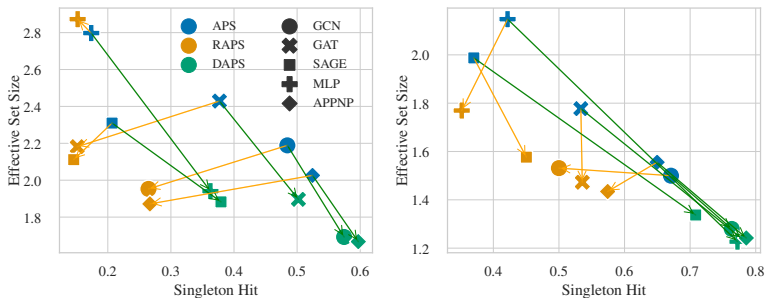 2.8
2.6
2.4
2.2
2.0
1.8
Effective Set Size
0.2
0.3
0.4
0.5
0.6
Singleton Hit
APS
RAPS
DAPS
GCN
GAT
SAGE
MLP
APPNP
2.0
1.8
1.6
1.4
1.2
Effective Set Size
0.4
0.5
0.6
0.7
0.8
Singleton Hit